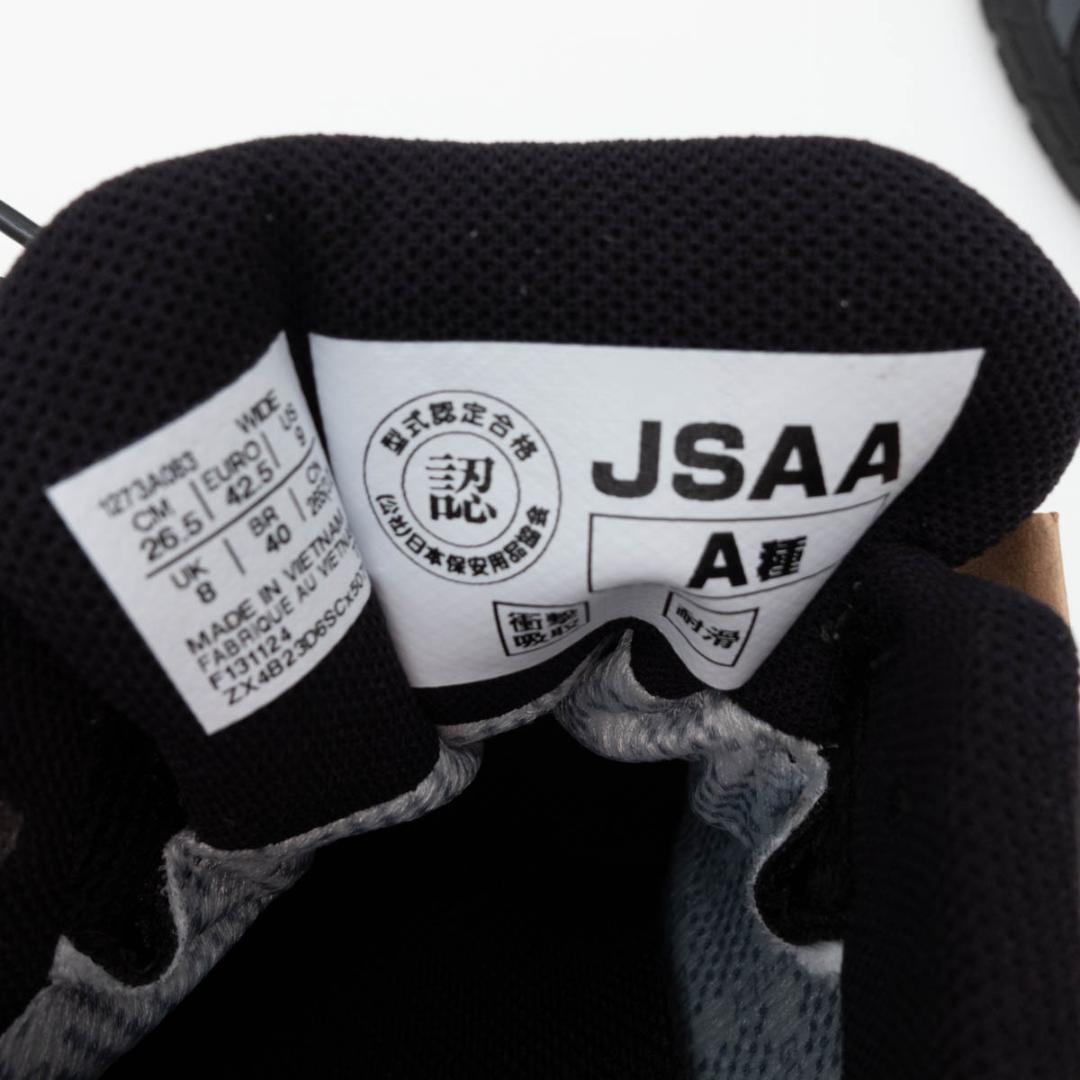 1273A083
WIDE
CM | EURO | US
26.5 | 42.5 | 9
UK | BR
8 | 40
MADE IN VIETNAM
FABRIQUE AU VIETN
F131124
ZX4B23D6SCx50
型式認定合格
認
(公社)日本保安用品協会
JSAA
A種
衝撃
吸収
耐滑